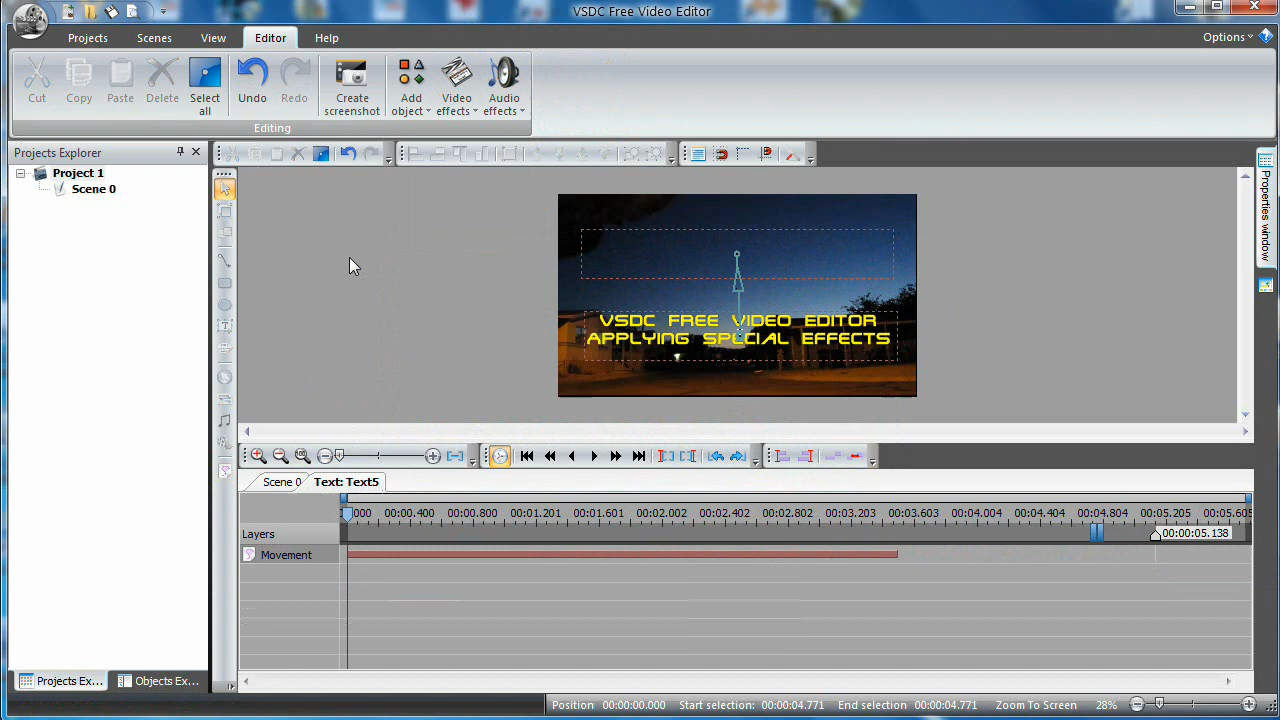 VSDC Free Video Editor
Projects
Scenes
View
Editor
Help
Options
Cut
Copy
Paste
Delete
Select all
Undo
Redo
Create screenshot
Add object
Video effects
Audio effects
Editing
Projects Explorer
Project 1
Scene 0
Properties window
VSDC FREE VIDEO EDITOR
APPLYING SPECIAL EFFECTS
Scene 0
Text: Text5
000 00:00.400 00:00.800 00:01.201 00:01.601 00:02.002 00:02.402 00:02.802 00:03.203 00:03.603 00:04.004 00:04.404 00:04.804 00:05.205 00:05.605
Layers
00:00:05.138
Movement
Projects Ex...
Objects Ex...
Position: 00:00:00.000 Start selection: 00:00:04.771 End selection: 00:00:04.771 Zoom To Screen 28%